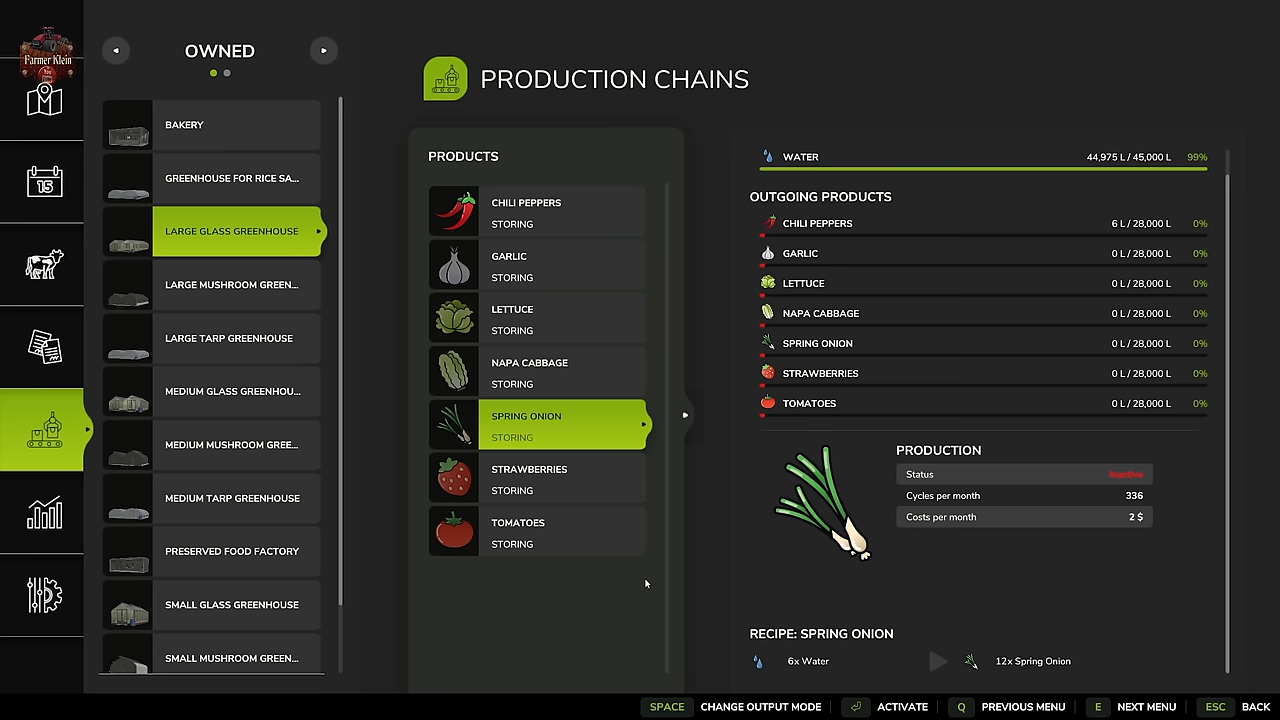 Farmer Klein
You
15
OWNED
BAKERY
GREENHOUSE FOR RICE SA...
LARGE GLASS GREENHOUSE
LARGE MUSHROOM GREEN...
LARGE TARP GREENHOUSE
MEDIUM GLASS GREENHOU...
MEDIUM MUSHROOM GREE...
MEDIUM TARP GREENHOUSE
PRESERVED FOOD FACTORY
SMALL GLASS GREENHOUSE
SMALL MUSHROOM GREEN...
PRODUCTION CHAINS
PRODUCTS
CHILI PEPPERS
STORING
GARLIC
STORING
LETTUCE
STORING
NAPA CABBAGE
STORING
SPRING ONION
STORING
STRAWBERRIES
STORING
TOMATOES
STORING
WATER 44,975 L / 45,000 L 99%
OUTGOING PRODUCTS
CHILI PEPPERS 6 L / 28,000 L 0%
GARLIC 0 L / 28,000 L 0%
LETTUCE 0 L / 28,000 L 0%
NAPA CABBAGE 0 L / 28,000 L 0%
SPRING ONION 0 L / 28,000 L 0%
STRAWBERRIES 0 L / 28,000 L 0%
TOMATOES 0 L / 28,000 L 0%
PRODUCTION
Status Inactive
Cycles per month 336
Costs per month 2 $
RECIPE: SPRING ONION
6x Water 12x Spring Onion
SPACE CHANGE OUTPUT MODE ACTIVATE Q PREVIOUS MENU E NEXT MENU ESC BACK